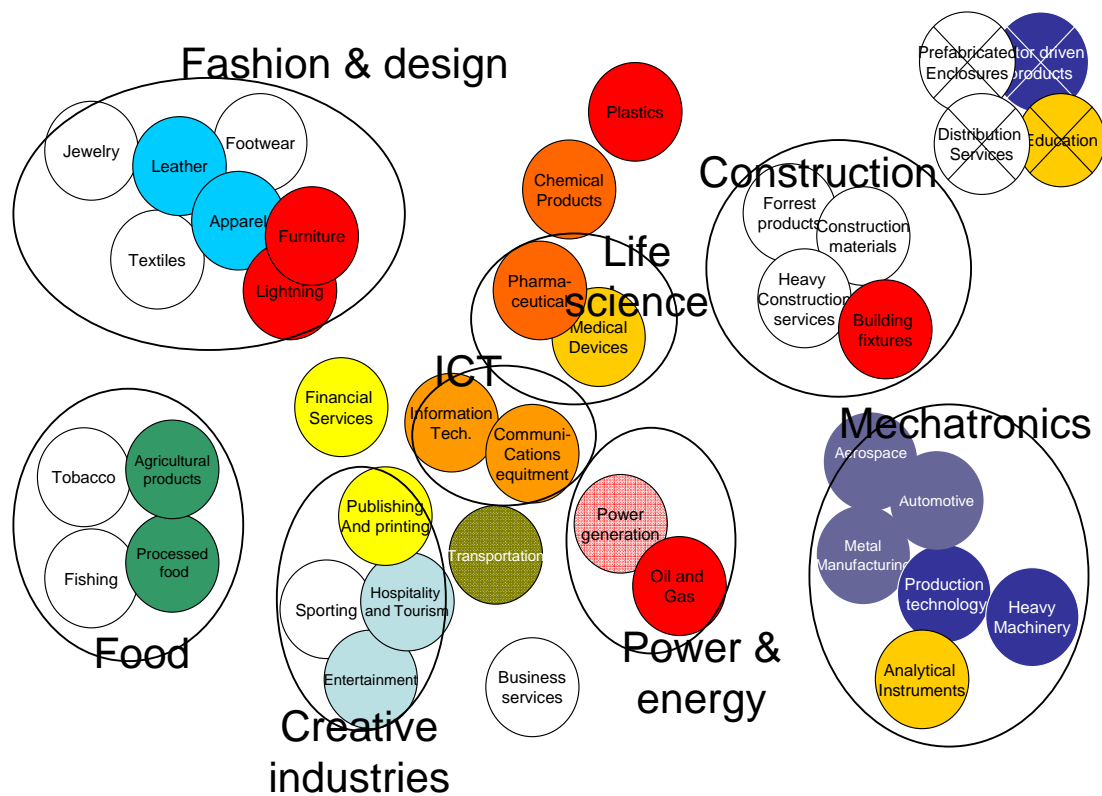 Fashion & design
Jewelry
Leather
Footwear
Apparel
Furniture
Textiles
Lightning
Plastics
Chemical
Products
Life
science
Pharma-
ceutical
Medical
Devices
Construction
Forrest
products
Construction
materials
Heavy
Construction
services
Building
fixtures
Prefabricated
Enclosures
tor driven
products
Distribution
Services
Education
Financial
Services
ICT
Information
Tech.
Communi-
Cations
equitment
Tobacco
Agricultural
products
Fishing
Processed
food
Food
Publishing
And printing
Sporting
Hospitality
and Tourism
Entertainment
Creative
industries
Transportation
Business
services
Power
generation
Oil and
Gas
Power &
energy
Mechatronics
Aerospace
Automotive
Metal
Manufacturing
Production
technology
Heavy
Machinery
Analytical
Instruments